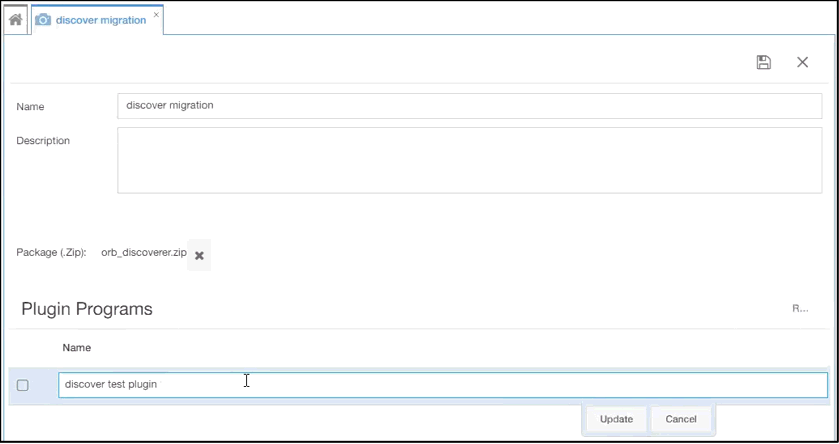 discover migration
Name discover migration
Description
Package (.Zip): orb_discoverer.zip
Plugin Programs R...
Name
discover test plugin
Update Cancel